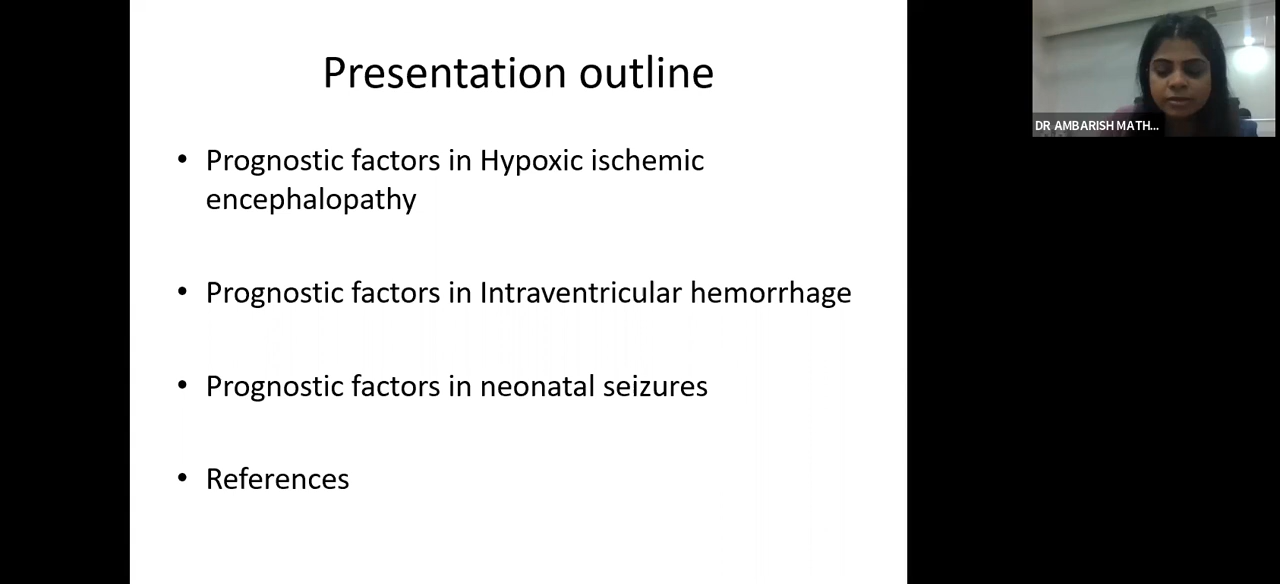 Presentation outline
• Prognostic factors in Hypoxic ischemic
encephalopathy
• Prognostic factors in Intraventricular hemorrhage
• Prognostic factors in neonatal seizures
• References
DR AMBARISH MATH...